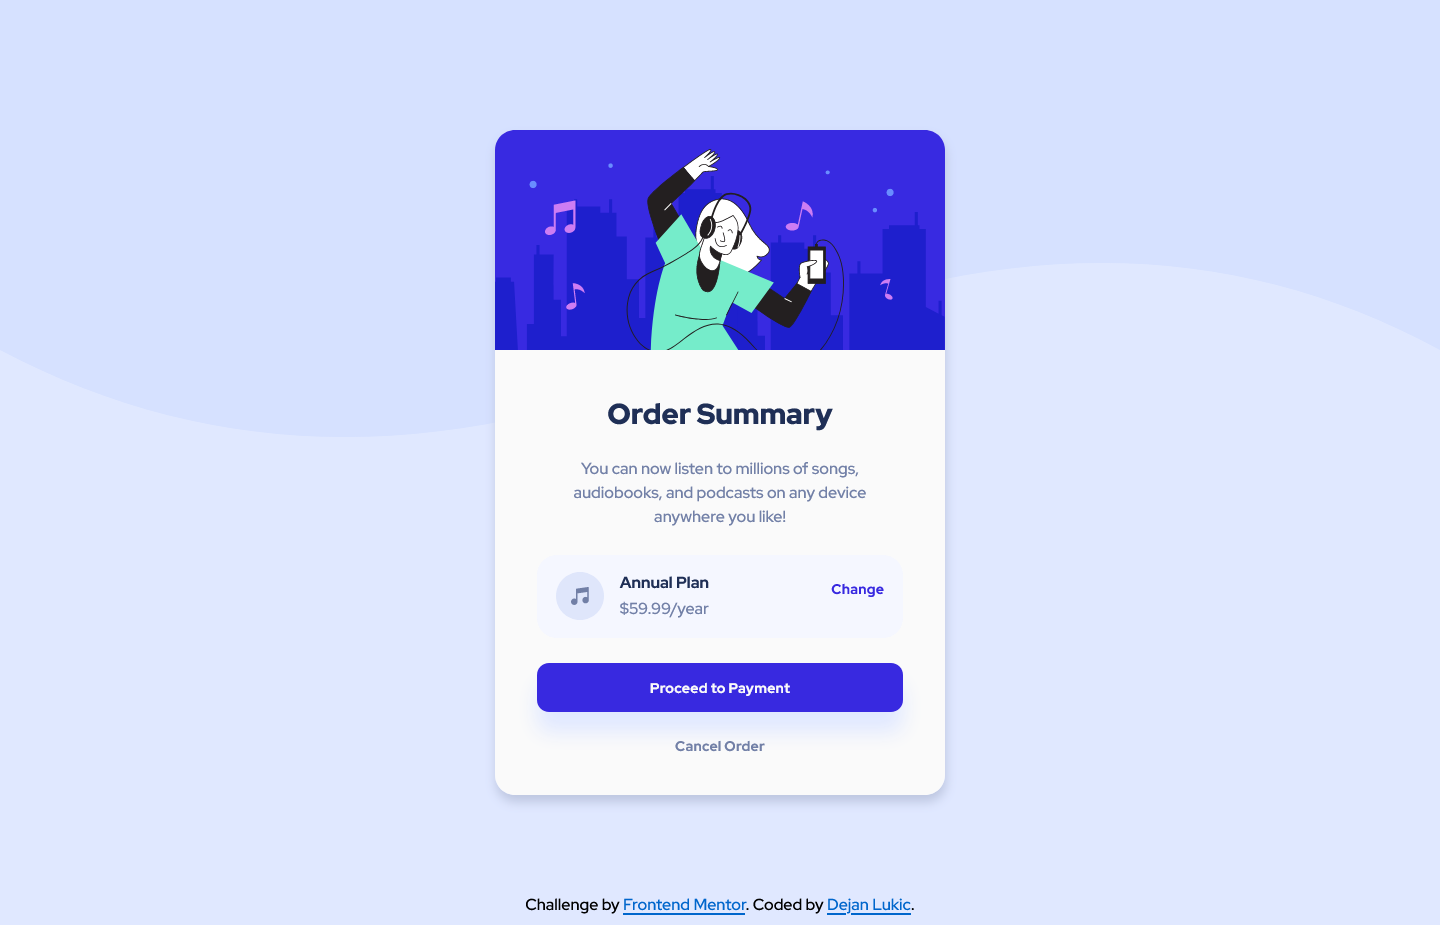 Order Summary
You can now listen to millions of songs,
audiobooks, and podcasts on any device
anywhere you like!
Annual Plan
$59.99/year
Change
Proceed to Payment
Cancel Order
Challenge by Frontend Mentor. Coded by Dejan Lukic.